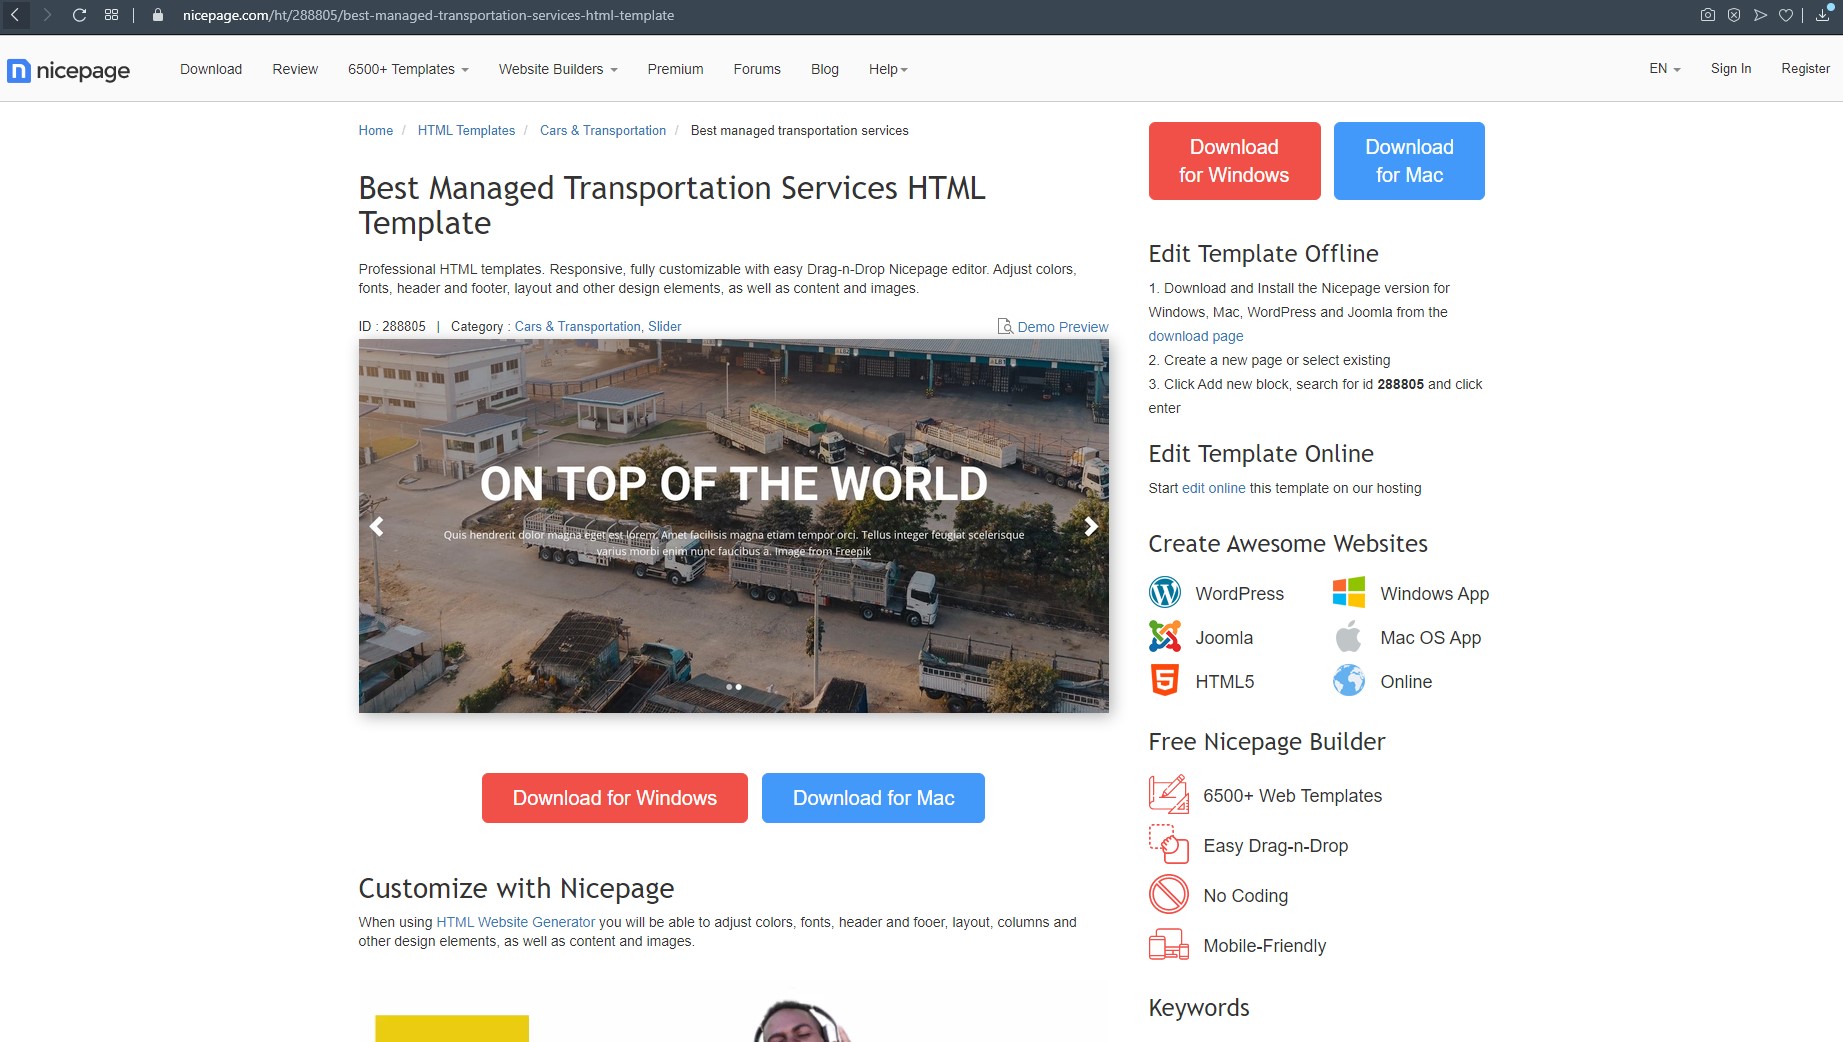 nicepage.com/ht/288805/best-managed-transportation-services-html-template
nicepage
Download
Review
6500+ Templates
Website Builders
Premium
Forums
Blog
Help
EN
Sign In
Register
Home / HTML Templates / Cars & Transportation / Best managed transportation services
Best Managed Transportation Services HTML
Template
Professional HTML templates. Responsive, fully customizable with easy Drag-n-Drop Nicepage editor. Adjust colors,
fonts, header and footer, layout and other design elements, as well as content and images.
ID : 288805 | Category : Cars & Transportation, Slider
Demo Preview
ON TOP OF THE WORLD
Quis hendrerit dolor magna eget est lorem. Amet facilisis magna etiam tempor orci. Tellus integer feugiat scelerisque
varius morbi enim nunc faucibus a. Image from Freepik
Download for Windows
Download for Mac
Customize with Nicepage
When using HTML Website Generator you will be able to adjust colors, fonts, header and fooer, layout, columns and
other design elements, as well as content and images.
Download
for Windows
Download
for Mac
Edit Template Offline
1. Download and Install the Nicepage version for
Windows, Mac, WordPress and Joomla from the
download page
2. Create a new page or select existing
3. Click Add new block, search for id 288805 and click
enter
Edit Template Online
Start edit online this template on our hosting
Create Awesome Websites
WordPress
Windows App
Joomla
Mac OS App
HTML5
Online
Free Nicepage Builder
6500+ Web Templates
Easy Drag-n-Drop
No Coding
Mobile-Friendly
Keywords